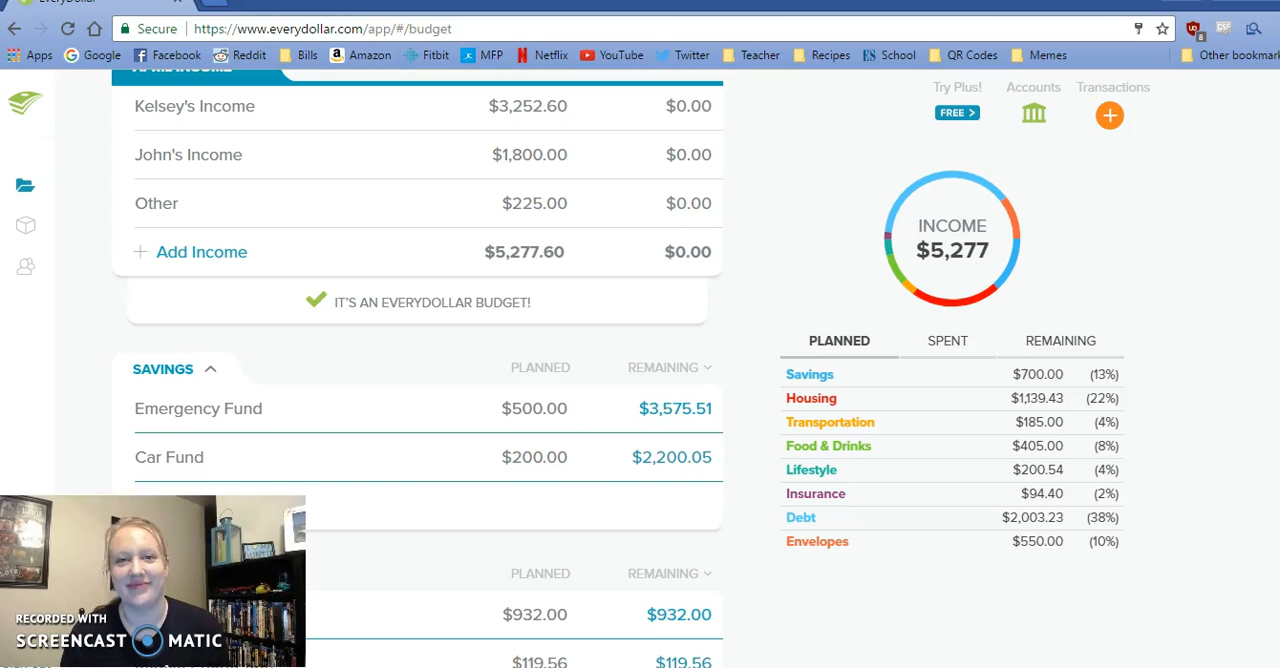 EveryDollar
Secure | https://www.everydollar.com/app/#/budget
Apps Google Facebook Reddit Bills Amazon Fitbit MFP Netflix YouTube Twitter Teacher Recipes School QR Codes Memes Other bookmar
Try Plus! Accounts Transactions
FREE >
Kelsey's Income $3,252.60 $0.00
John's Income $1,800.00 $0.00
Other $225.00 $0.00
+ Add Income $5,277.60 $0.00
IT'S AN EVERYDOLLAR BUDGET!
INCOME
$5,277
SAVINGS PLANNED REMAINING
Emergency Fund $500.00 $3,575.51
Car Fund $200.00 $2,200.05
PLANNED REMAINING
$932.00 $932.00
$119.56 $119.56
PLANNED SPENT REMAINING
Savings $700.00 (13%)
Housing $1,139.43 (22%)
Transportation $185.00 (4%)
Food & Drinks $405.00 (8%)
Lifestyle $200.54 (4%)
Insurance $94.40 (2%)
Debt $2,003.23 (38%)
Envelopes $550.00 (10%)
RECORDED WITH
SCREENCAST MATIC